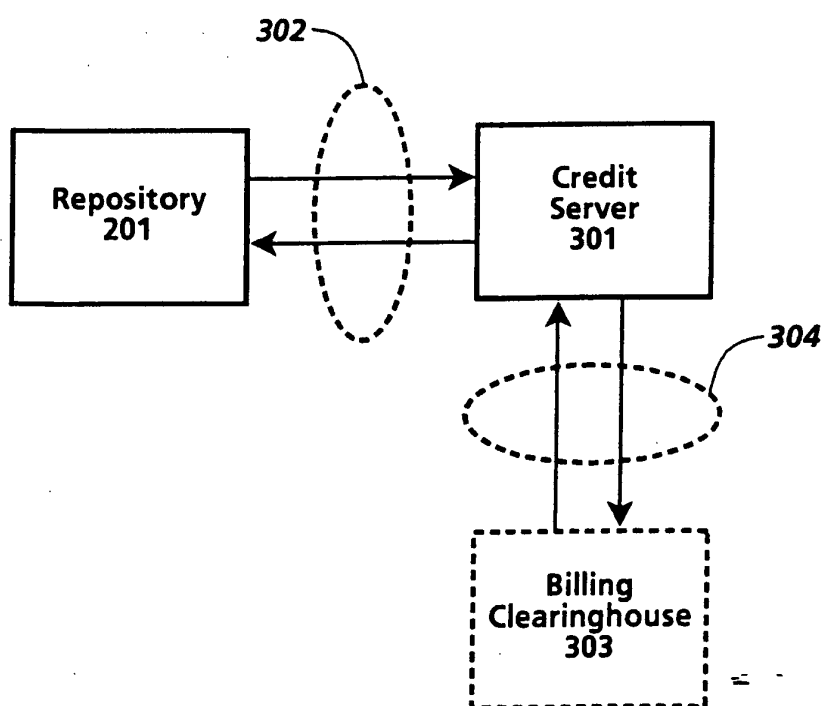 302
Repository
201
Credit
Server
301
304
Billing
Clearinghouse
303